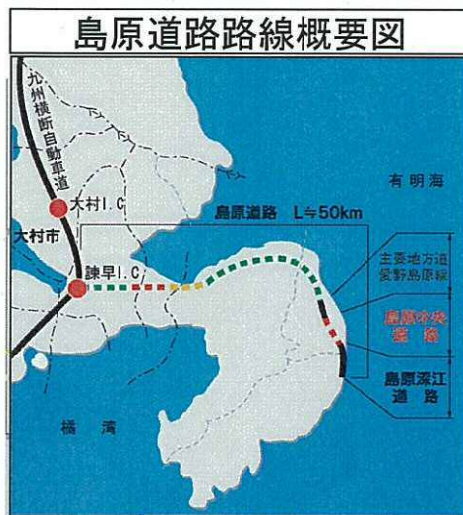 島原道路路線概要図
九州横断自動車道
大村I.C
大村市
諫早I.C
有明海
島原道路 L≒50km
主要地方道
愛野島原線
島原中央
道路
島原深江
道路
橘湾